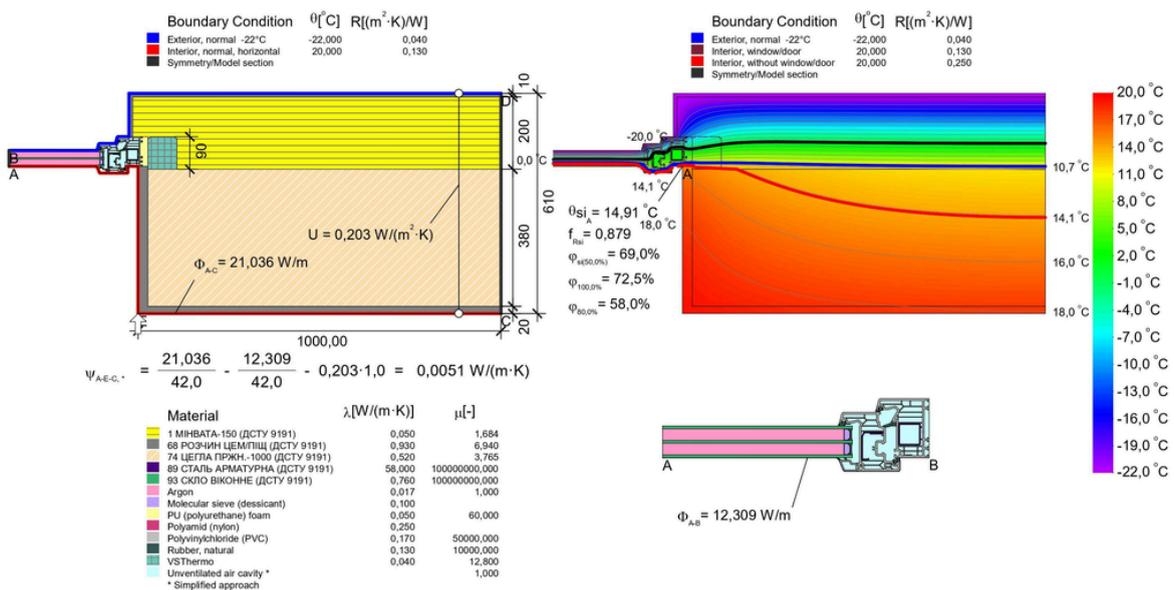 Boundary Condition θ[°C] R[(m²·K)/W]
Exterior, normal -22°C -22,000 0,040
Interior, normal, horizontal 20,000 0,130
Symmetry/Model section
B
A
D
C
E
90
10
200
380
20
610
1000,00
U = 0,203 W/(m²·K)
ΦA-C = 21,036 W/m
ψA-E-C, * = 21,036 / 42,0 - 12,309 / 42,0 - 0,203·1,0 = 0,0051 W/(m·K)
Material λ[W/(m·K)] μ[-]
1 МІНВАТА-150 (ДСТУ 9191) 0,050 1,684
68 РОЗЧИН ЦЕМ/ПІЩ (ДСТУ 9191) 0,930 6,940
74 ЦЕГЛА ПРЖН.-1000 (ДСТУ 9191) 0,520 3,765
89 СТАЛЬ АРМАТУРНА (ДСТУ 9191) 58,000 100000000,000
93 СКЛО ВІКОННЕ (ДСТУ 9191) 0,760 100000000,000
Argon 0,017 1,000
Molecular sieve (dessicant) 0,100
PU (polyurethane) foam 0,050 60,000
Polyamid (nylon) 0,250
Polyvinylchloride (PVC) 0,170 50000,000
Rubber, natural 0,130 10000,000
VSThermo 0,040 12,800
Unventilated air cavity * 1,000
* Simplified approach
Boundary Condition θ[°C] R[(m²·K)/W]
Exterior, normal -22°C -22,000 0,040
Interior, window/door 20,000 0,130
Interior, without window/door 20,000 0,250
Symmetry/Model section
-20,0 °C
0,0 °C
A
14,1 °C
18,0 °C
θsiA = 14,91 °C
fRsi = 0,879
φsi(50,0%) = 69,0%
φ100,0% = 72,5%
φ80,0% = 58,0%
10,7 °C
14,1 °C
16,0 °C
18,0 °C
20,0 °C
17,0 °C
14,0 °C
11,0 °C
8,0 °C
5,0 °C
2,0 °C
-1,0 °C
-4,0 °C
-7,0 °C
-10,0 °C
-13,0 °C
-16,0 °C
-19,0 °C
-22,0 °C
A
B
ΦA-B = 12,309 W/m